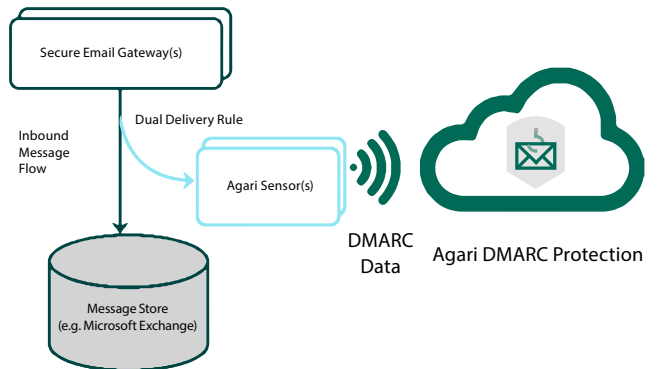 Secure Email Gateway(s)
Dual Delivery Rule
Inbound
Message
Flow
Agari Sensor(s)
DMARC
Data
Agari DMARC Protection
Message Store
(e.g. Microsoft Exchange)